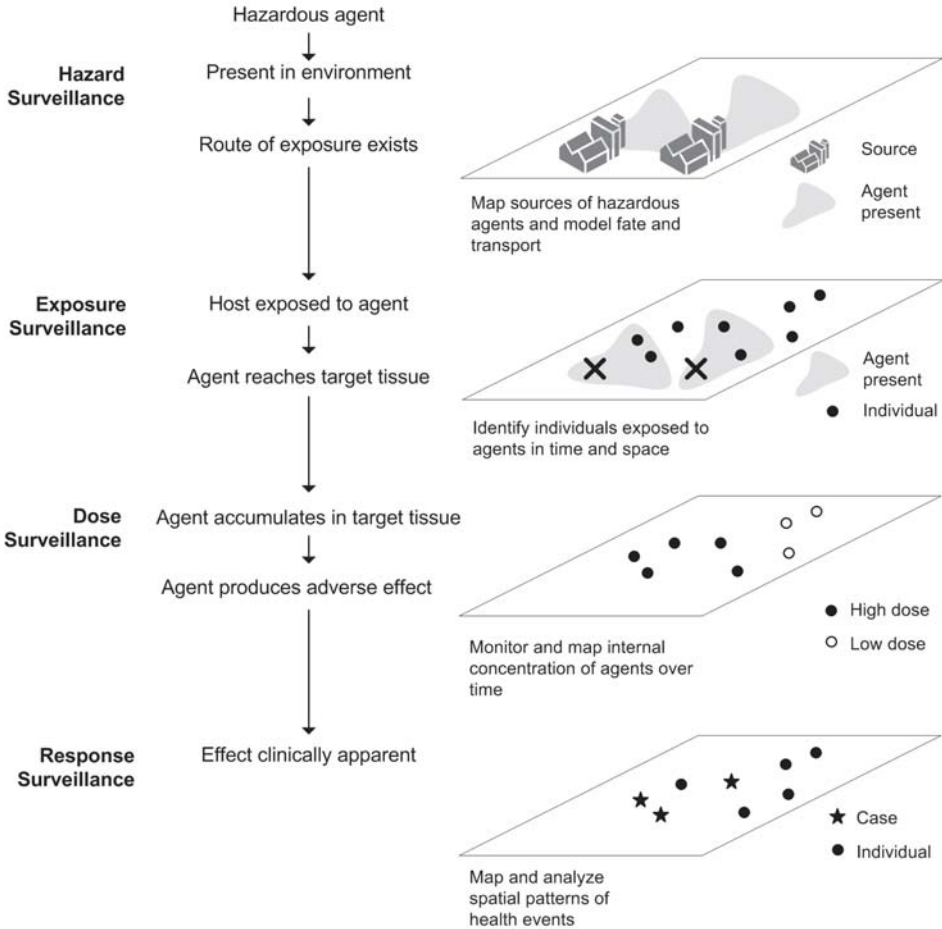 Hazardous agent
Hazard
Surveillance
Present in environment
Route of exposure exists
Source
Agent
present
Map sources of hazardous
agents and model fate and
transport
Exposure
Surveillance
Host exposed to agent
Agent reaches target tissue
Agent
present
Individual
Identify individuals exposed to
agents in time and space
Dose
Surveillance
Agent accumulates in target tissue
Agent produces adverse effect
High dose
Low dose
Monitor and map internal
concentration of agents over
time
Response
Surveillance
Effect clinically apparent
Case
Individual
Map and analyze
spatial patterns of
health events